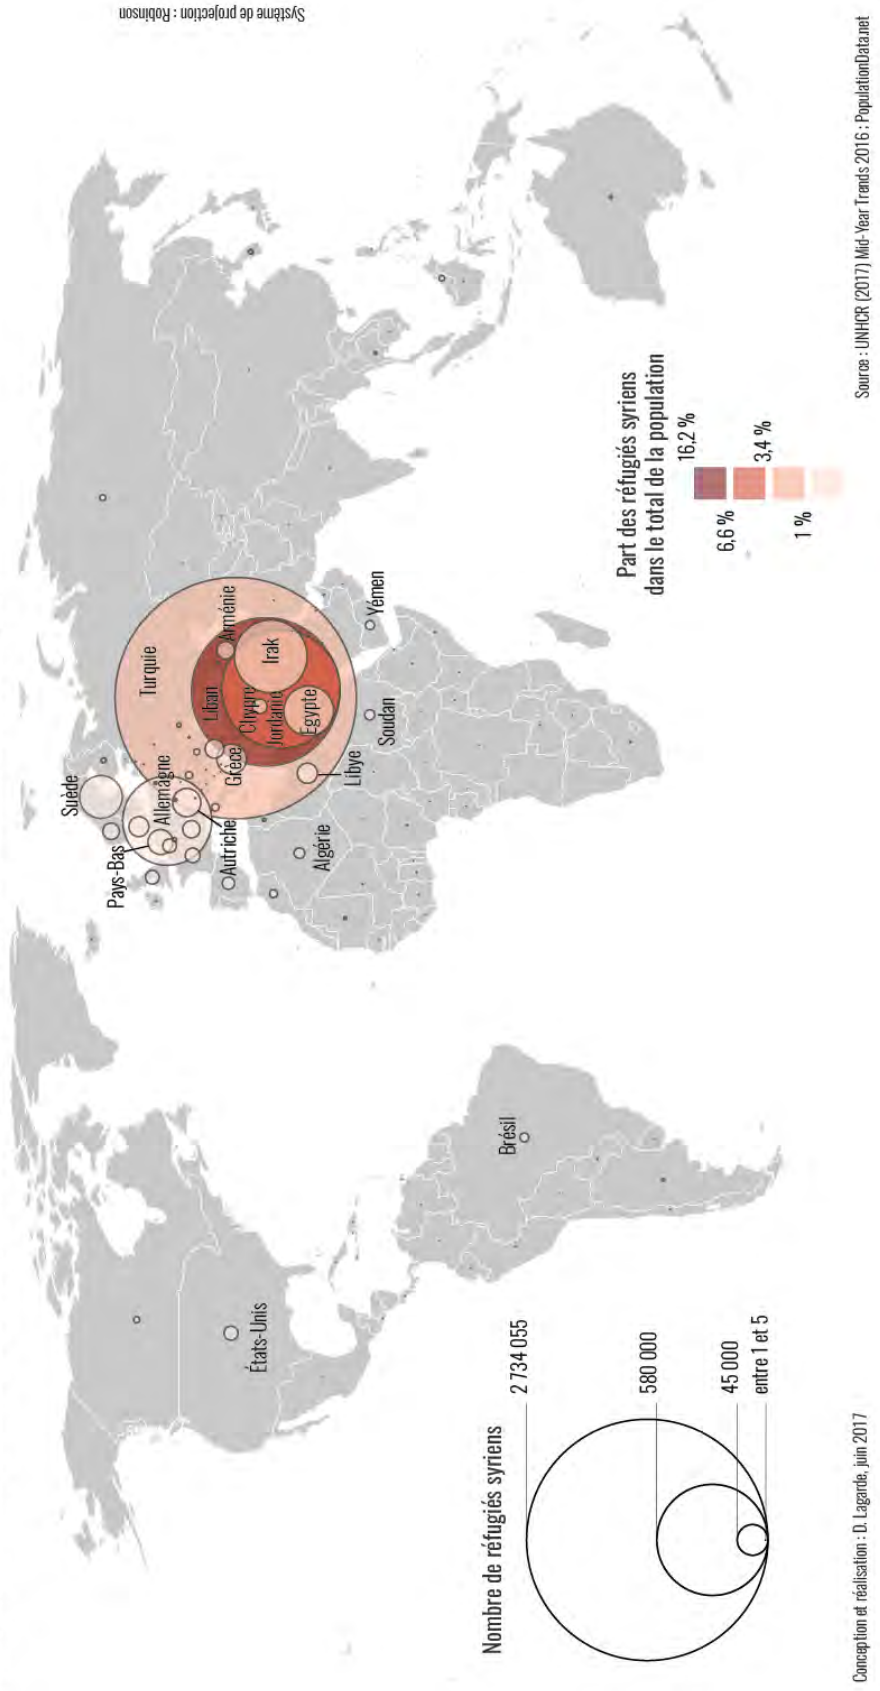 Système de projection : Robinson
Suède
Pays-Bas
Allemagne
Autriche
Turquie
Grèce
Liban
Chypre
Jordanie
Arménie
Irak
Egypte
Libye
Algérie
Soudan
Yémen
États-Unis
Brésil
Nombre de réfugiés syriens
2 734 055
580 000
45 000
entre 1 et 5
Part des réfugiés syriens
dans le total de la population
16,2 %
6,6 %
3,4 %
1 %
Conception et réalisation : D. Lagarde, juin 2017
Source : UNHCR (2017) Mid-Year Trends 2016 ; PopulationData.net